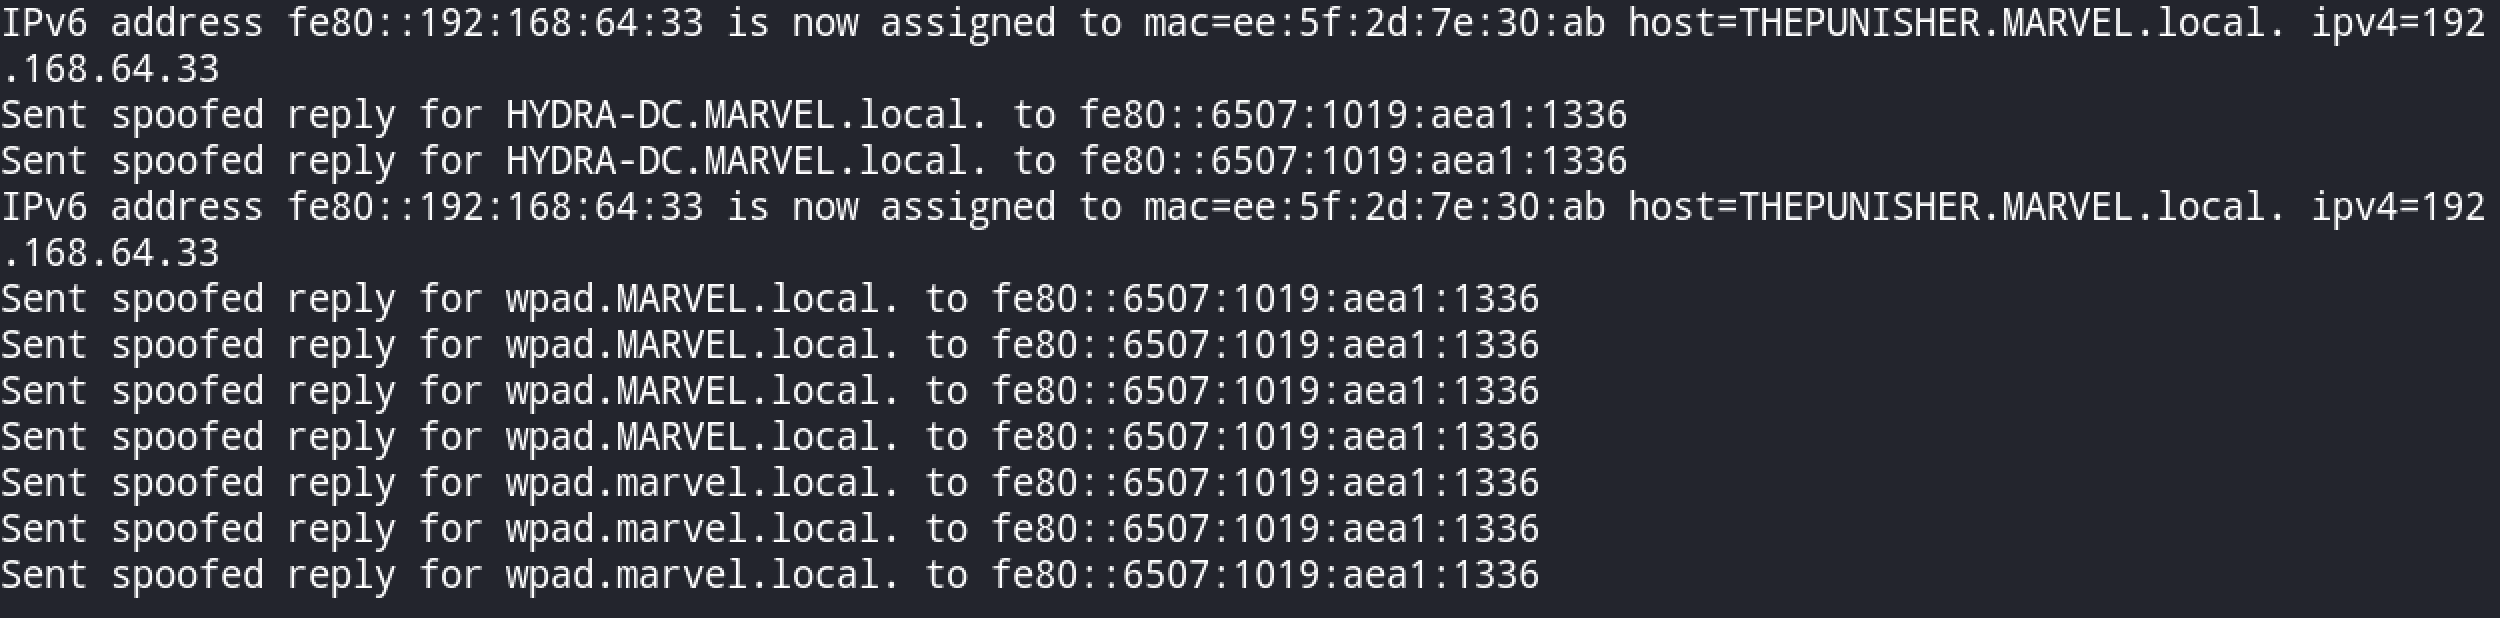 IPv6 address fe80::192:168:64:33 is now assigned to mac=ee:5f:2d:7e:30:ab host=THEPUNISHER.MARVEL.local. ipv4=192
.168.64.33
Sent spoofed reply for HYDRA-DC.MARVEL.local. to fe80::6507:1019:aea1:1336
Sent spoofed reply for HYDRA-DC.MARVEL.local. to fe80::6507:1019:aea1:1336
IPv6 address fe80::192:168:64:33 is now assigned to mac=ee:5f:2d:7e:30:ab host=THEPUNISHER.MARVEL.local. ipv4=192
.168.64.33
Sent spoofed reply for wpad.MARVEL.local. to fe80::6507:1019:aea1:1336
Sent spoofed reply for wpad.MARVEL.local. to fe80::6507:1019:aea1:1336
Sent spoofed reply for wpad.MARVEL.local. to fe80::6507:1019:aea1:1336
Sent spoofed reply for wpad.MARVEL.local. to fe80::6507:1019:aea1:1336
Sent spoofed reply for wpad.marvel.local. to fe80::6507:1019:aea1:1336
Sent spoofed reply for wpad.marvel.local. to fe80::6507:1019:aea1:1336
Sent spoofed reply for wpad.marvel.local. to fe80::6507:1019:aea1:1336